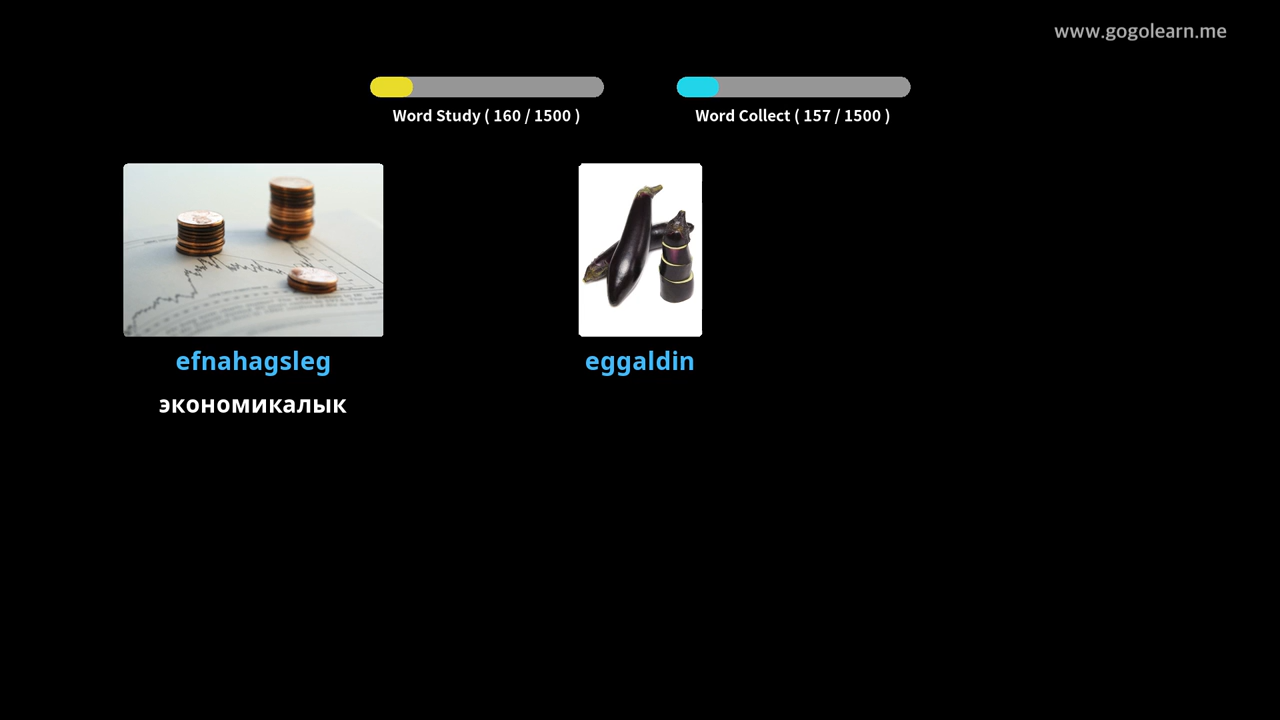 www.gogolearn.me
Word Study ( 160 / 1500 )
Word Collect ( 157 / 1500 )
efnahagsleg
eggaldin
экономикалык